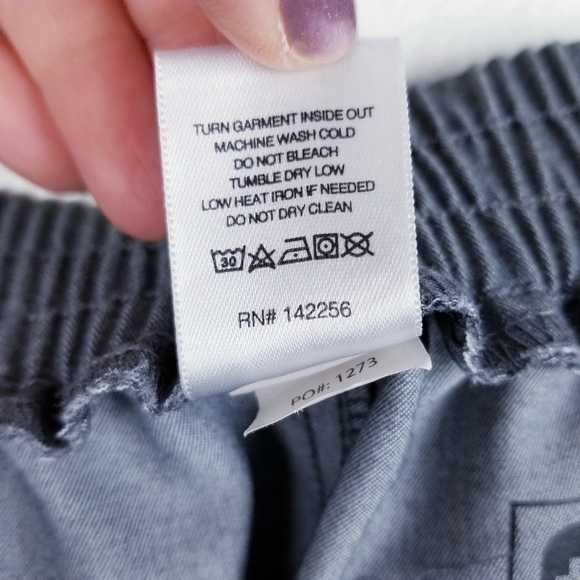 TURN GARMENT INSIDE OUT
MACHINE WASH COLD
DO NOT BLEACH
TUMBLE DRY LOW
LOW HEAT IRON IF NEEDED
DO NOT DRY CLEAN
30
RN# 142256
PO#: 1273